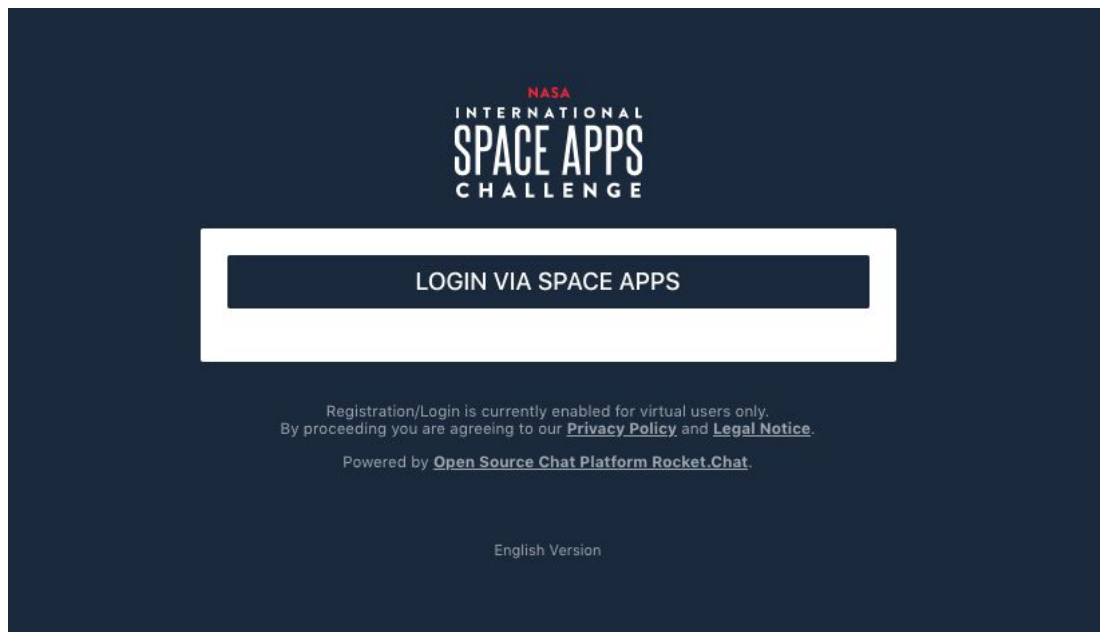 NASA
INTERNATIONAL
SPACE APPS
CHALLENGE
LOGIN VIA SPACE APPS
Registration/Login is currently enabled for virtual users only.
By proceeding you are agreeing to our Privacy Policy and Legal Notice.
Powered by Open Source Chat Platform Rocket.Chat.
English Version